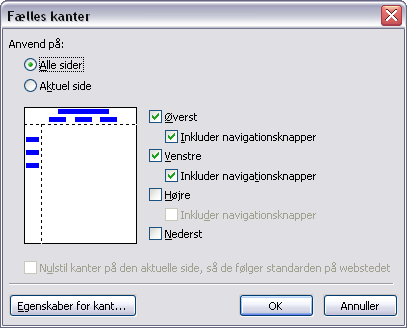 Fælles kanter
Anvend på:
Alle sider
Aktuel side
Øverst
Inkluder navigationsknapper
Venstre
Inkluder navigationsknapper
Højre
Inkluder navigationsknapper
Nederst
Nulstil kanter på den aktuelle side, så de følger standarden på webstedet
Egenskaber for kant...
OK
Annuller